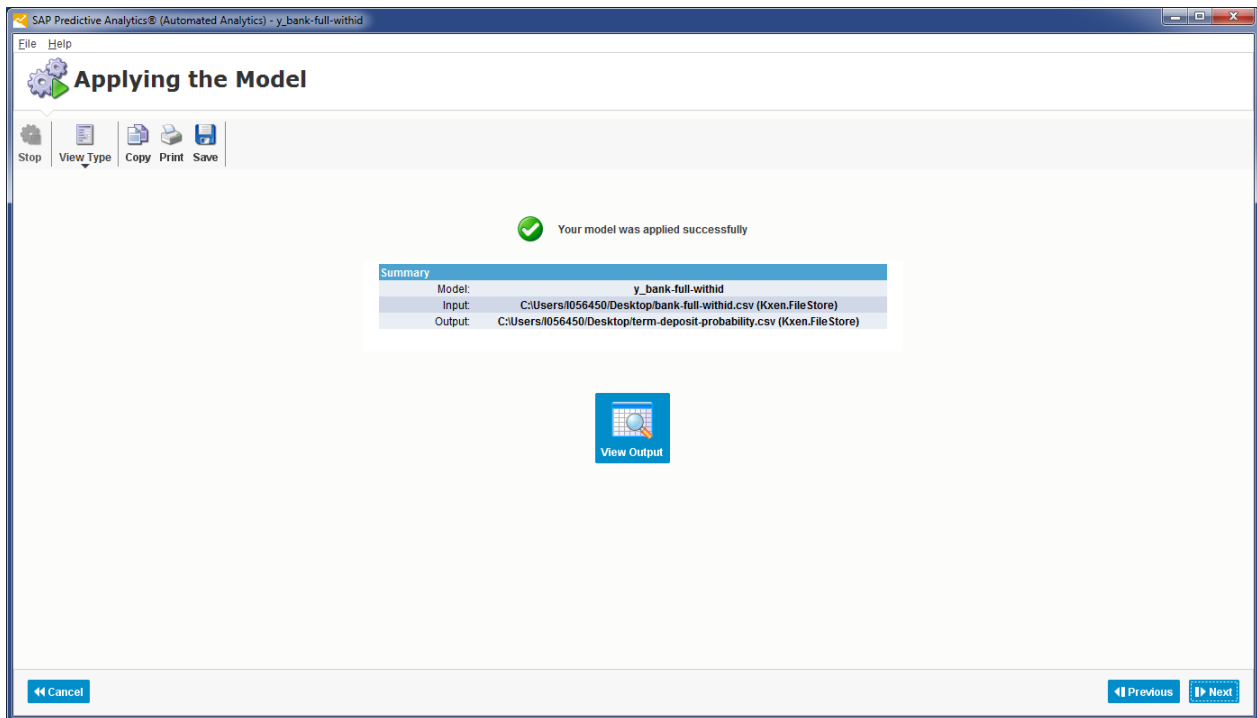 SAP Predictive Analytics® (Automated Analytics) - y_bank-full-withid
File Help
Applying the Model
Stop View Type Copy Print Save
Your model was applied successfully
Summary
Model: y_bank-full-withid
Input: C:\Users/I056450/Desktop/bank-full-withid.csv (Kxen.FileStore)
Output: C:\Users/I056450/Desktop/term-deposit-probability.csv (Kxen.FileStore)
View Output
Cancel Previous Next